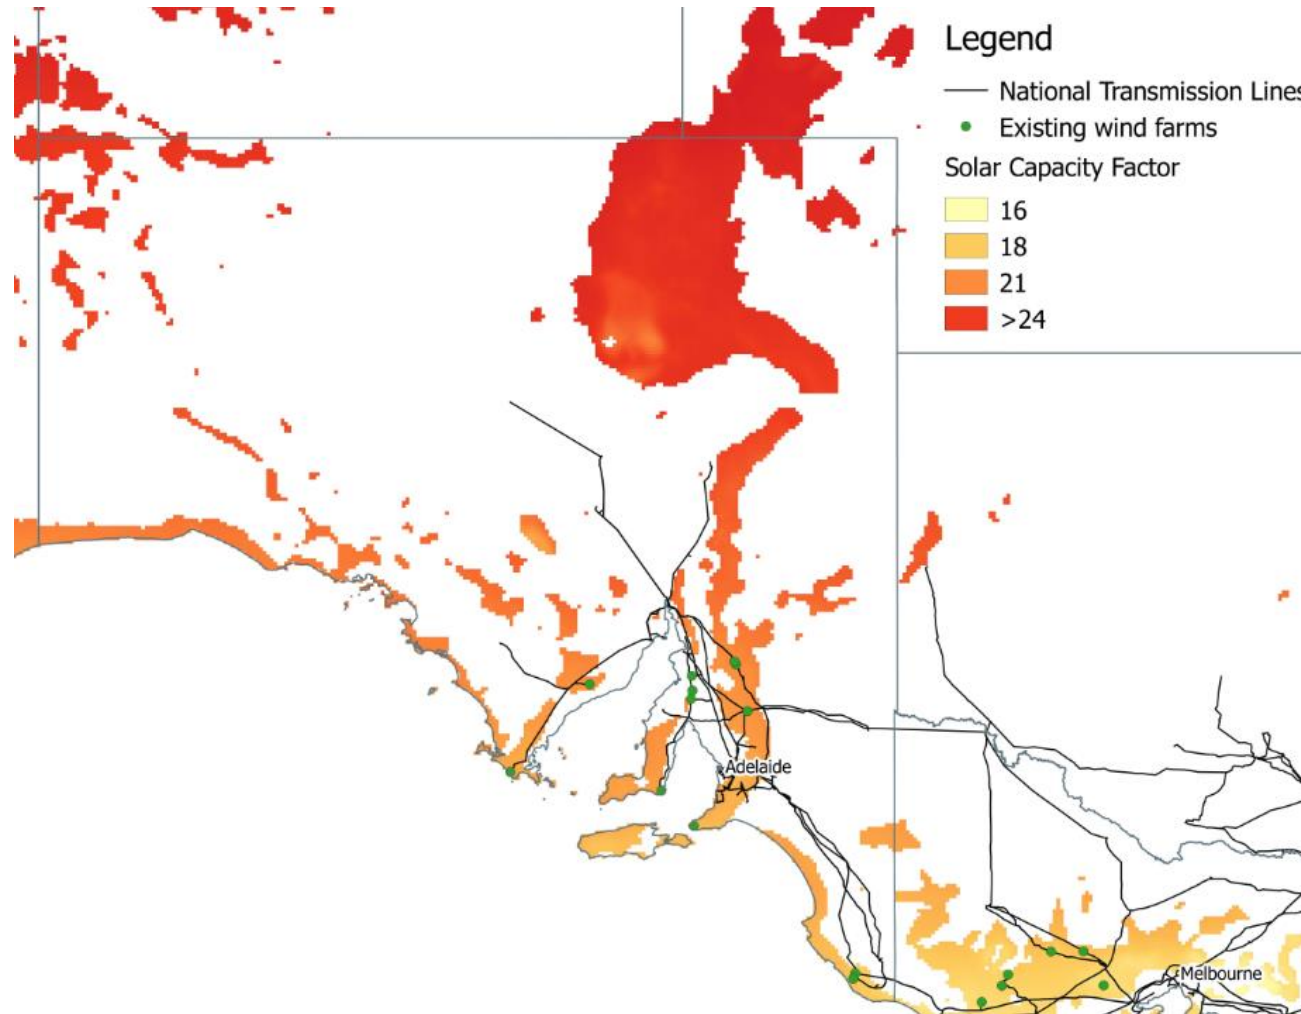 Legend
National Transmission Lines
Existing wind farms
Solar Capacity Factor
16
18
21
>24
Adelaide
Melbourne